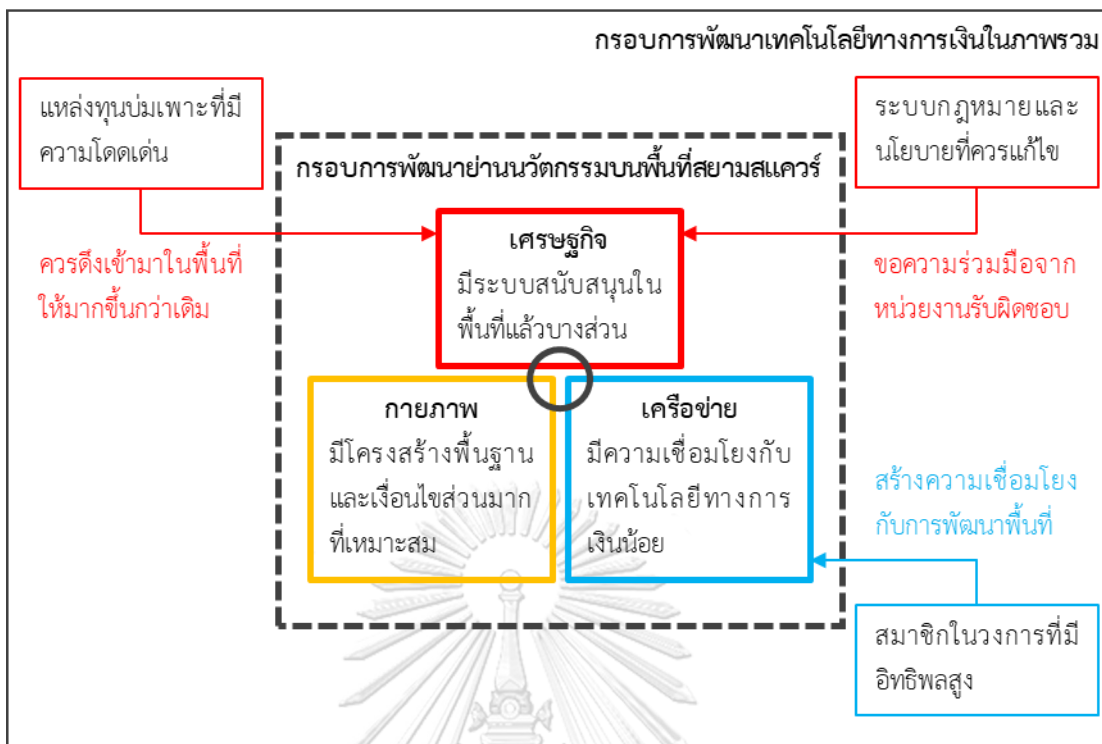 กรอบการพัฒนาเทคโนโลยีทางการเงินในภาพรวม
แหล่งทุนบ่มเพาะที่มี
ความโดดเด่น
ระบบกฎหมายและ
นโยบายที่ควรแก้ไข
กรอบการพัฒนาย่านนวัตกรรมบนพื้นที่สยามสแควร์
เศรษฐกิจ
มีระบบสนับสนุนใน
พื้นที่แล้วบางส่วน
ควรดึงเข้ามาในพื้นที่
ให้มากขึ้นกว่าเดิม
ขอความร่วมมือจาก
หน่วยงานรับผิดชอบ
กายภาพ
มีโครงสร้างพื้นฐาน
และเงื่อนไขส่วนมาก
ที่เหมาะสม
เครือข่าย
มีความเชื่อมโยงกับ
เทคโนโลยีทางการ
เงินน้อย
สร้างความเชื่อมโยง
กับการพัฒนาพื้นที่
สมาชิกในวงการที่มี
อิทธิพลสูง